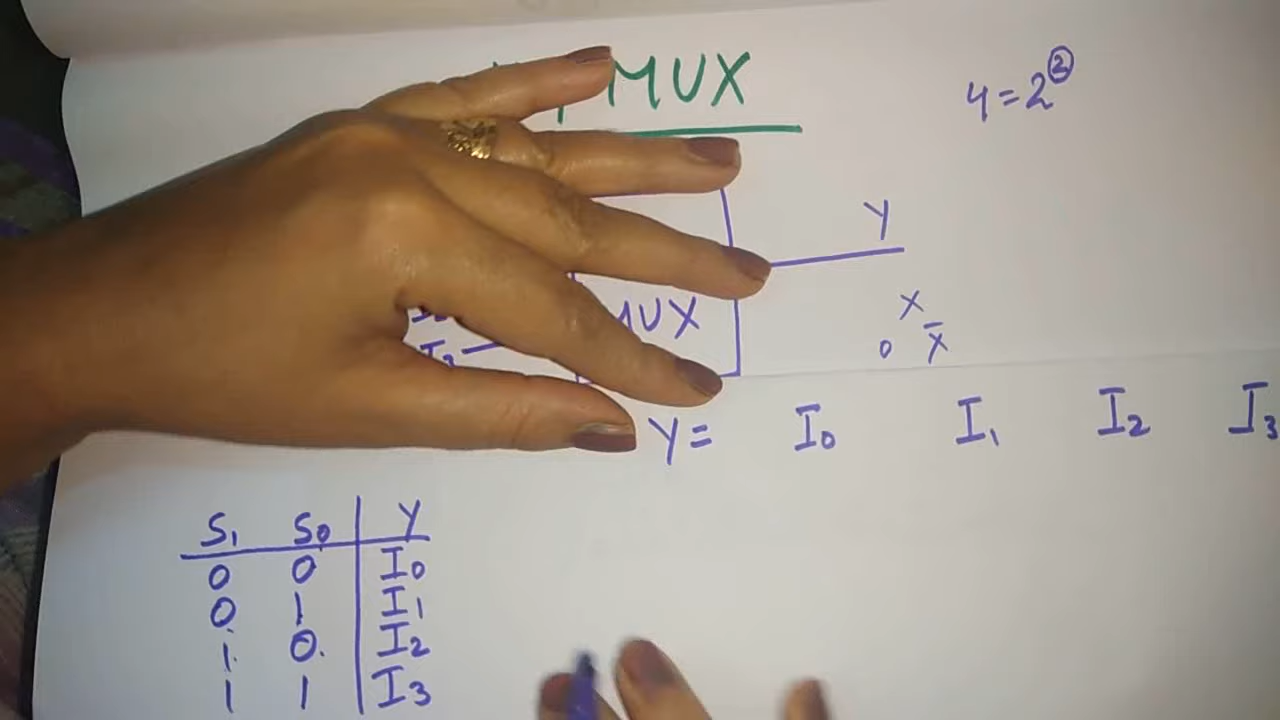 MUX
4=2²
Y
I3
MUX
X
0 X̅
Y= I0 I1 I2 I3
S1 S0 Y
0 0 I0
0 1 I1
1 0 I2
1 1 I3